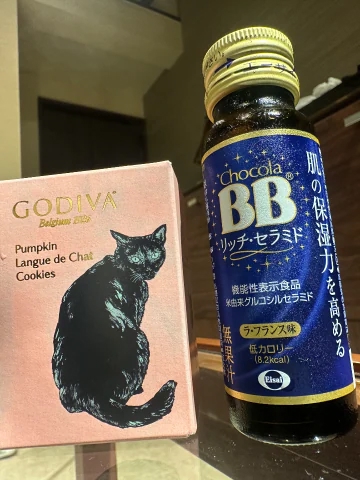 GODIVA
Belgium 1926
Pumpkin
Langue de Chat
Cookies
Chocola
BB®
リッチ・セラミド
肌の保湿力を高める
機能性表示食品
米由来グルコシルセラミド
ラ・フランス味
無果汁
低カロリー
(8.2kcal)
Eisai